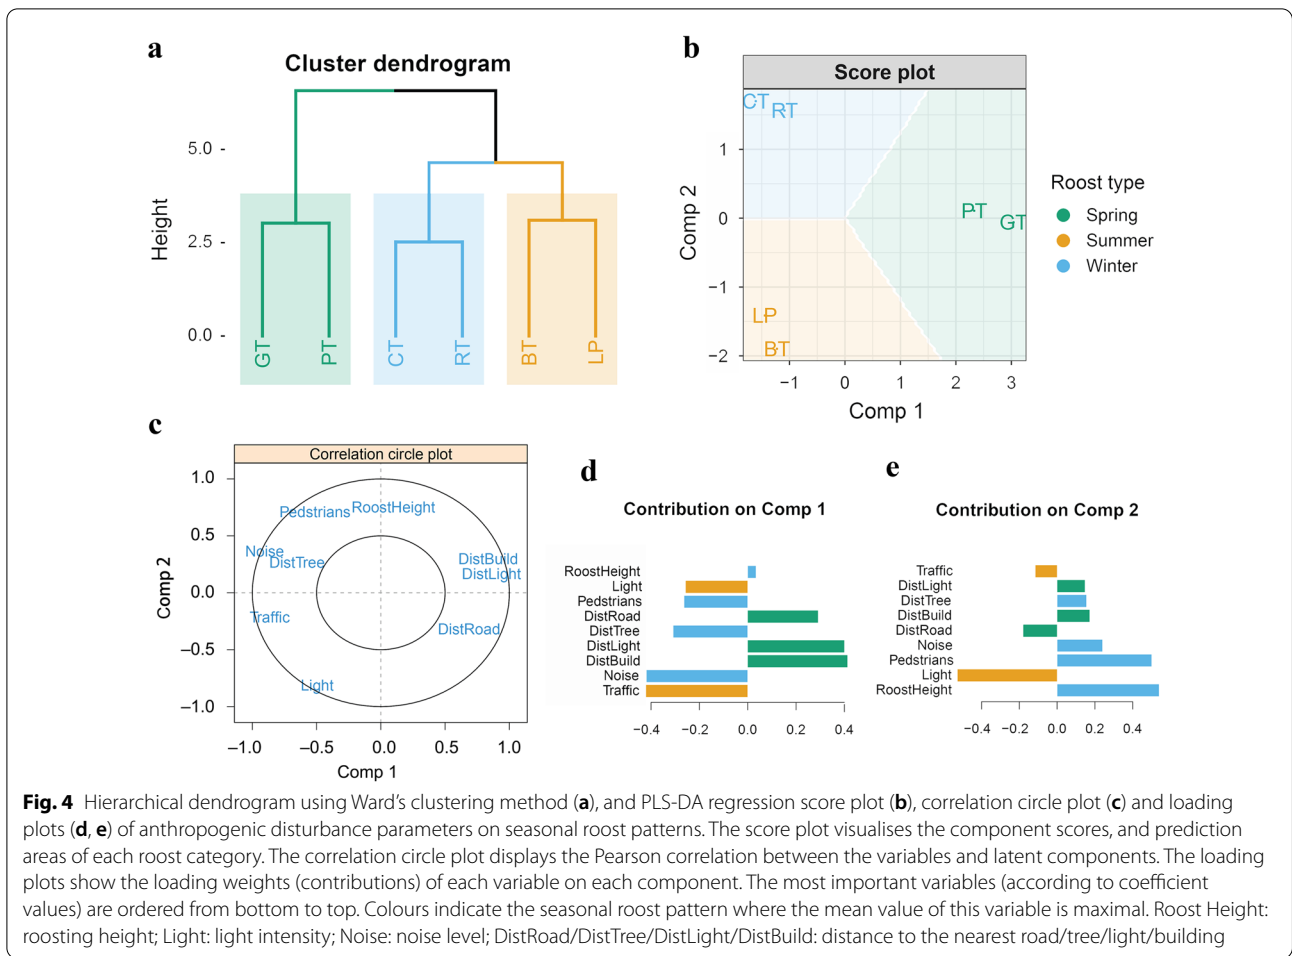 a
Cluster dendrogram
Height
5.0
2.5
0.0
GT
PT
CT
RT
BT
LP
b
Score plot
CT
RT
PT
GT
LP
BT
Comp 2
1
0
−1
−2
−1 0 1 2 3
Comp 1
Roost type
Spring
Summer
Winter
c
Correlation circle plot
Comp 2
1.0
0.5
0.0
−0.5
−1.0
Pedstrians
RoostHeight
Noise
DistTree
DistBuild
DistLight
Traffic
DistRoad
Light
−1.0 −0.5 0.0 0.5 1.0
Comp 1
d
Contribution on Comp 1
RoostHeight
Light
Pedstrians
DistRoad
DistTree
DistLight
DistBuild
Noise
Traffic
−0.4 −0.2 0.0 0.2 0.4
e
Contribution on Comp 2
Traffic
DistLight
DistTree
DistBuild
DistRoad
Noise
Pedstrians
Light
RoostHeight
−0.4 −0.2 0.0 0.2 0.4
Fig. 4 Hierarchical dendrogram using Ward's clustering method (a), and PLS-DA regression score plot (b), correlation circle plot (c) and loading
plots (d, e) of anthropogenic disturbance parameters on seasonal roost patterns. The score plot visualises the component scores, and prediction
areas of each roost category. The correlation circle plot displays the Pearson correlation between the variables and latent components. The loading
plots show the loading weights (contributions) of each variable on each component. The most important variables (according to coefficient
values) are ordered from bottom to top. Colours indicate the seasonal roost pattern where the mean value of this variable is maximal. Roost Height:
roosting height; Light: light intensity; Noise: noise level; DistRoad/DistTree/DistLight/DistBuild: distance to the nearest road/tree/light/building